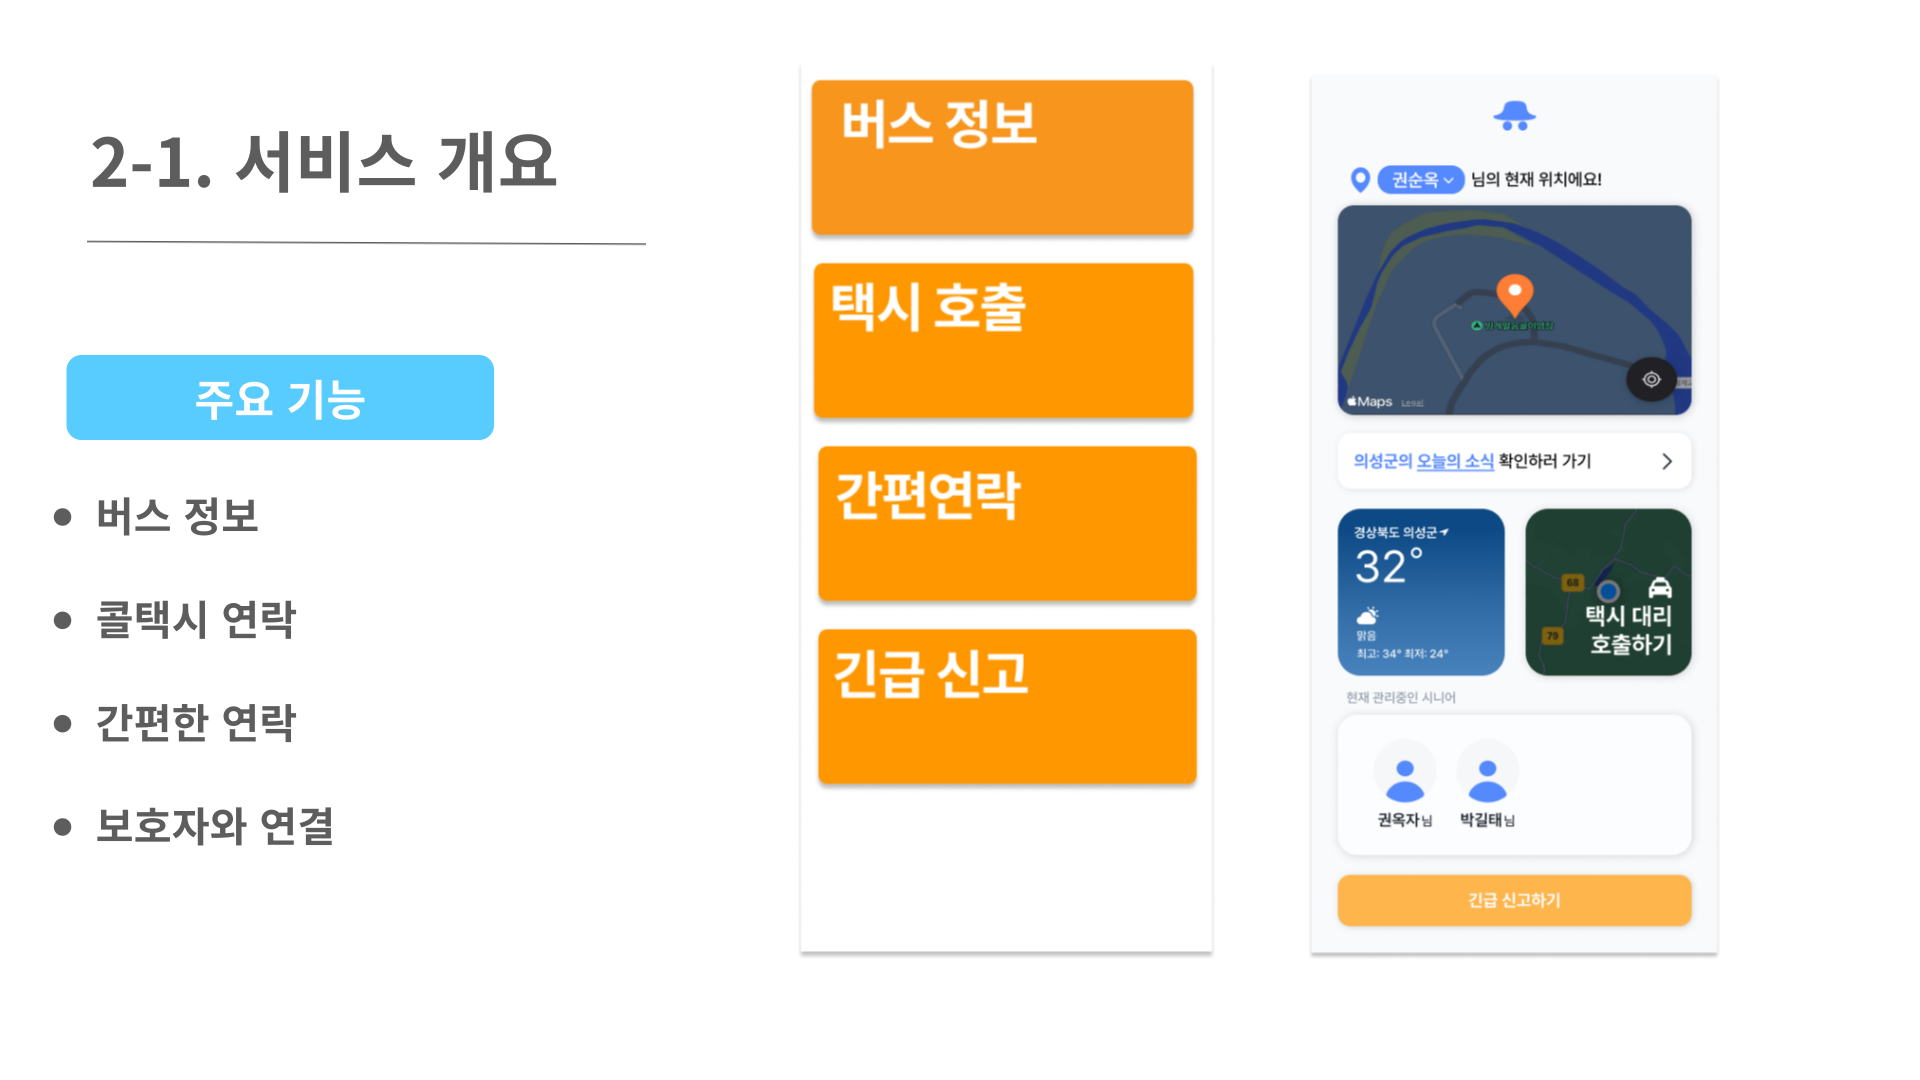 2-1. 서비스 개요
주요 기능
버스 정보
콜택시 연락
간편한 연락
보호자와 연결
버스 정보
택시 호출
간편연락
긴급 신고
권순옥 님의 현재 위치에요!
Maps Legal
의성군의 오늘의 소식 확인하러 가기
경상북도 의성군
32°
맑음
최고: 34° 최저: 24°
68
79
택시 대리
호출하기
현재 관리중인 시니어
권옥자님 박길태님
긴급 신고하기